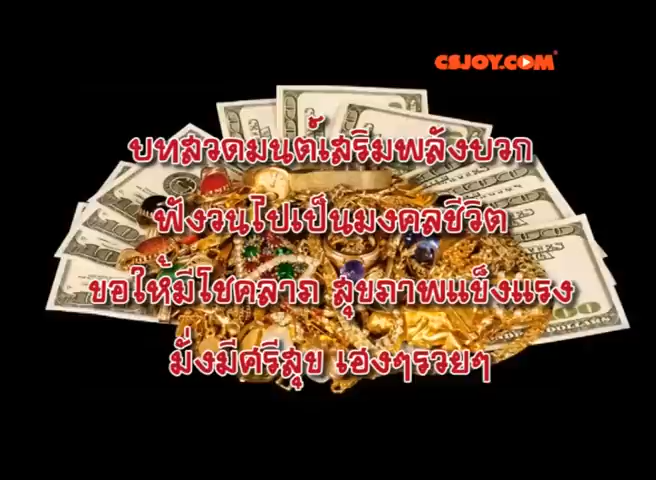 CSJOY.COM
บทสวดมนต์เสริมพลังบวก
ฟังวนไปเป็นมงคลชีวิต
ขอให้มีโชคลาภ สุขภาพแข็งแรง
มั่งมีศรีสุข เฮงๆรวยๆ